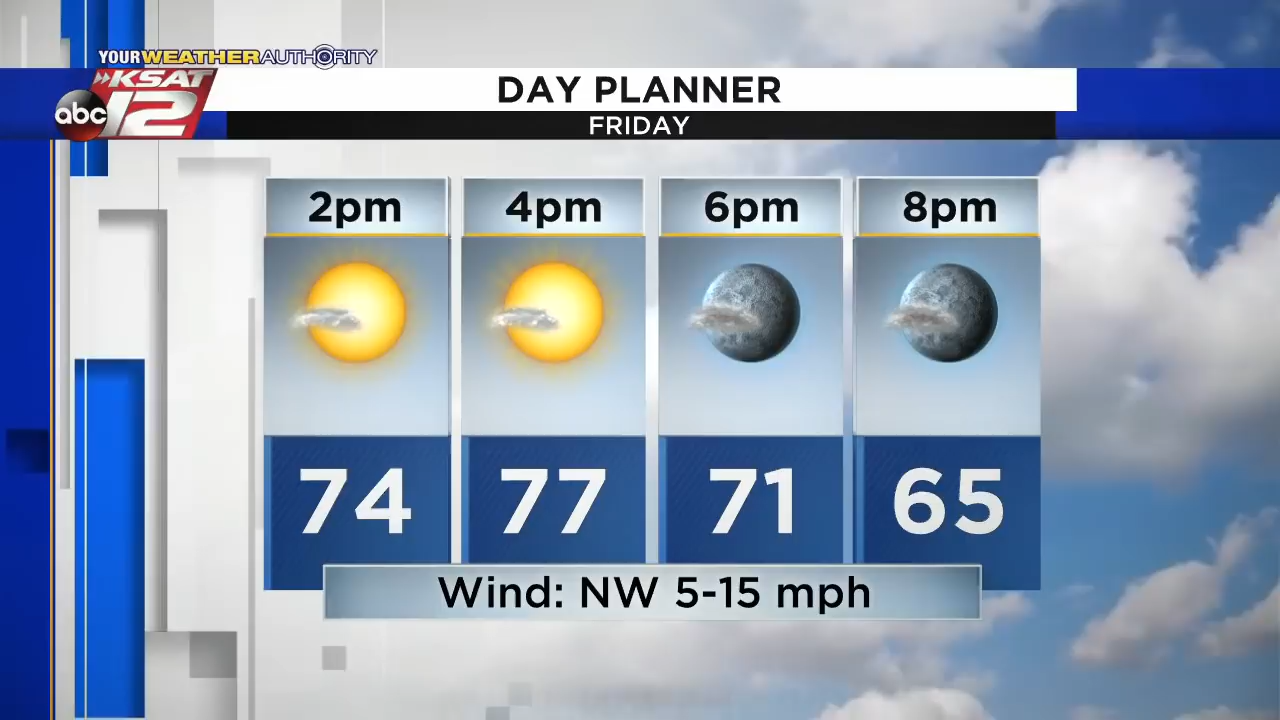 YOURWEATHERAUTHORITY
KSAT
abc 12
DAY PLANNER
FRIDAY
2pm 4pm 6pm 8pm
74 77 71 65
Wind: NW 5-15 mph